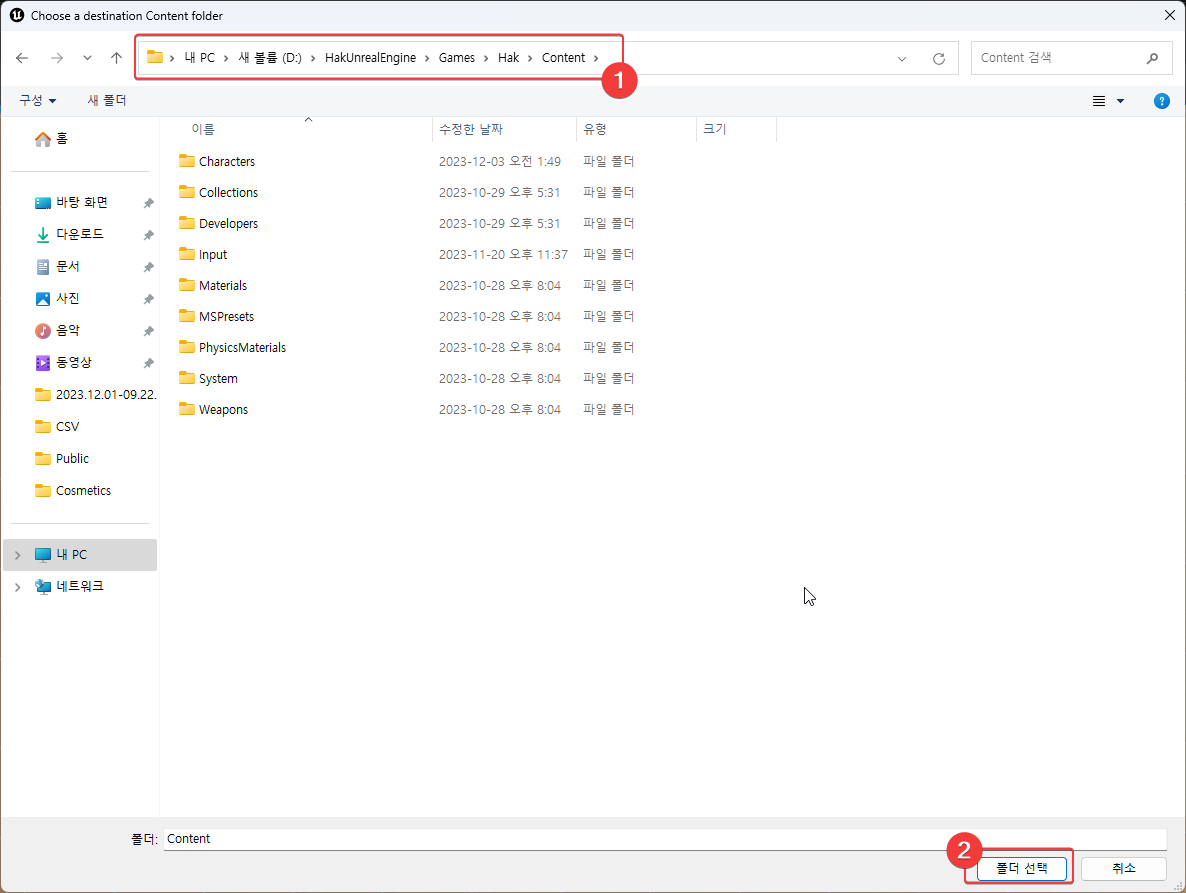 Choose a destination Content folder
내 PC > 새 볼륨 (D:) > HakUnrealEngine > Games > Hak > Content >
Content 검색
1
구성
새 폴더
이름
수정한 날짜
유형
크기
홈
바탕 화면
다운로드
문서
사진
음악
동영상
2023.12.01-09.22.
CSV
Public
Cosmetics
내 PC
네트워크
Characters 2023-12-03 오전 1:49 파일 폴더
Collections 2023-10-29 오후 5:31 파일 폴더
Developers 2023-10-29 오후 5:31 파일 폴더
Input 2023-11-20 오후 11:37 파일 폴더
Materials 2023-10-28 오후 8:04 파일 폴더
MSPresets 2023-10-28 오후 8:04 파일 폴더
PhysicsMaterials 2023-10-28 오후 8:04 파일 폴더
System 2023-10-28 오후 8:04 파일 폴더
Weapons 2023-10-28 오후 8:04 파일 폴더
폴더: Content
2
폴더 선택
취소